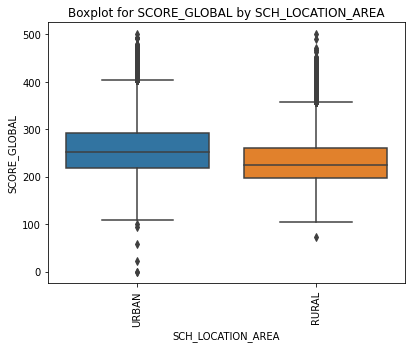 Boxplot for SCORE_GLOBAL by SCH_LOCATION_AREA
500
400
300
200
100
0
SCORE_GLOBAL
URBAN
RURAL
SCH_LOCATION_AREA